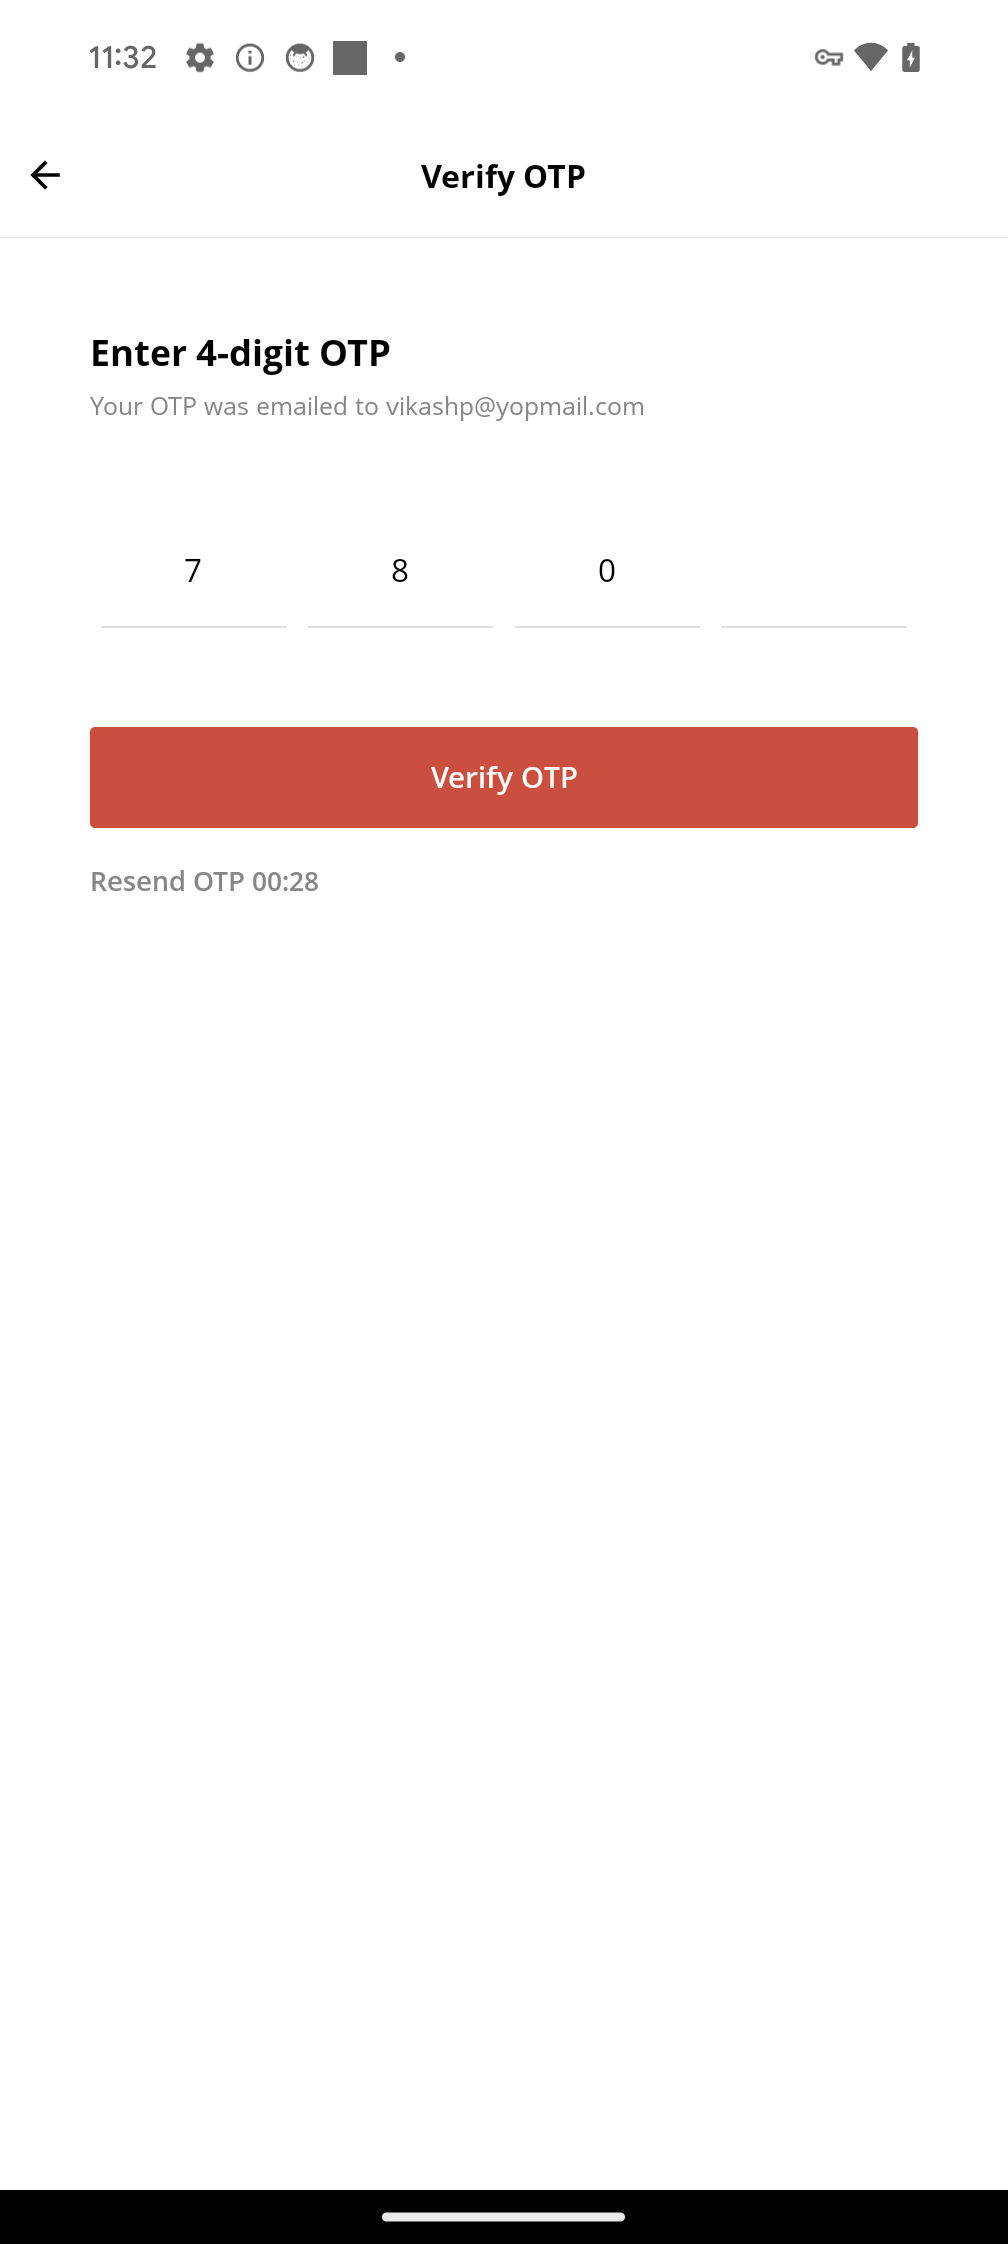 11:32
Verify OTP
Enter 4-digit OTP
Your OTP was emailed to vikashp@yopmail.com
7 8 0
Verify OTP
Resend OTP 00:28